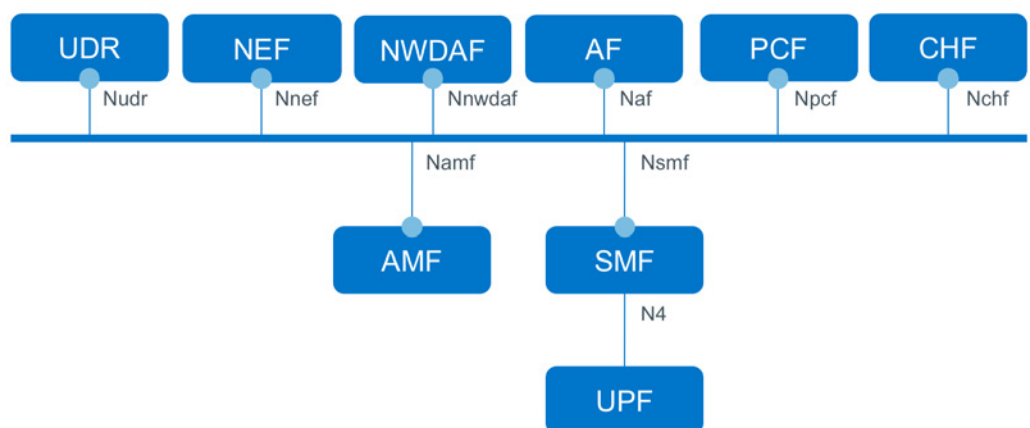 UDR
NEF
NWDAF
AF
PCF
CHF
Nudr
Nnef
Nnwdaf
Naf
Npcf
Nchf
Namf
Nsmf
AMF
SMF
N4
UPF